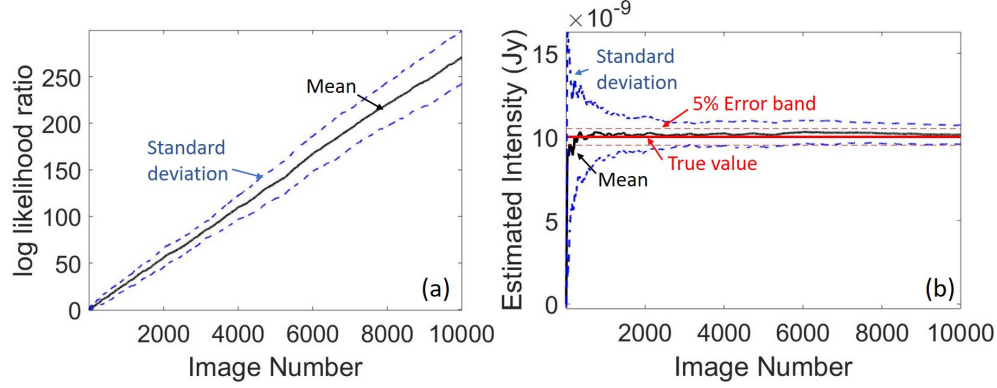 log likelihood ratio
250
200
150
100
50
0
Mean
Standard
deviation
(a)
2000 4000 6000 8000 10000
Image Number
×10⁻⁹
Estimated Intensity (Jy)
15
10
5
0
Standard
deviation
5% Error band
True value
Mean
(b)
2000 4000 6000 8000 10000
Image Number